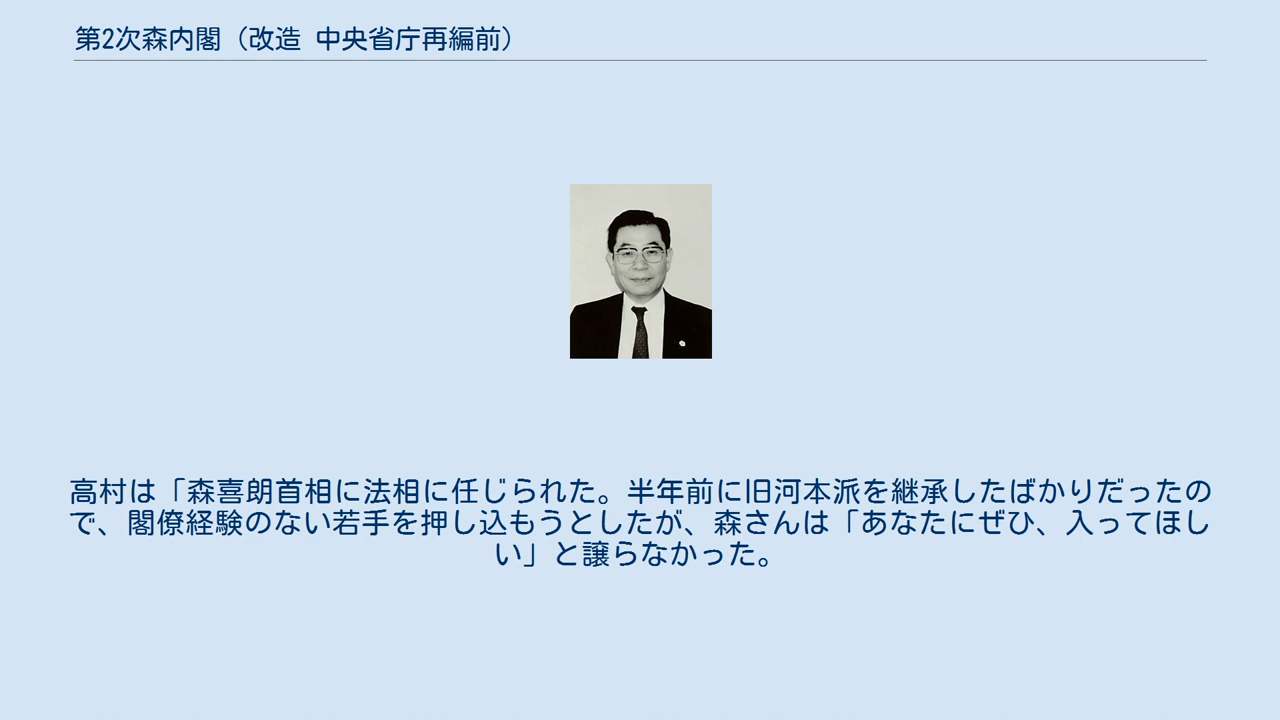 第2次森内閣（改造 中央省庁再編前）
高村は「森喜朗首相に法相に任じられた。半年前に旧河本派を継承したばかりだったの
で、閣僚経験のない若手を押し込もうとしたが、森さんは「あなたにぜひ、入ってほし
い」と譲らなかった。